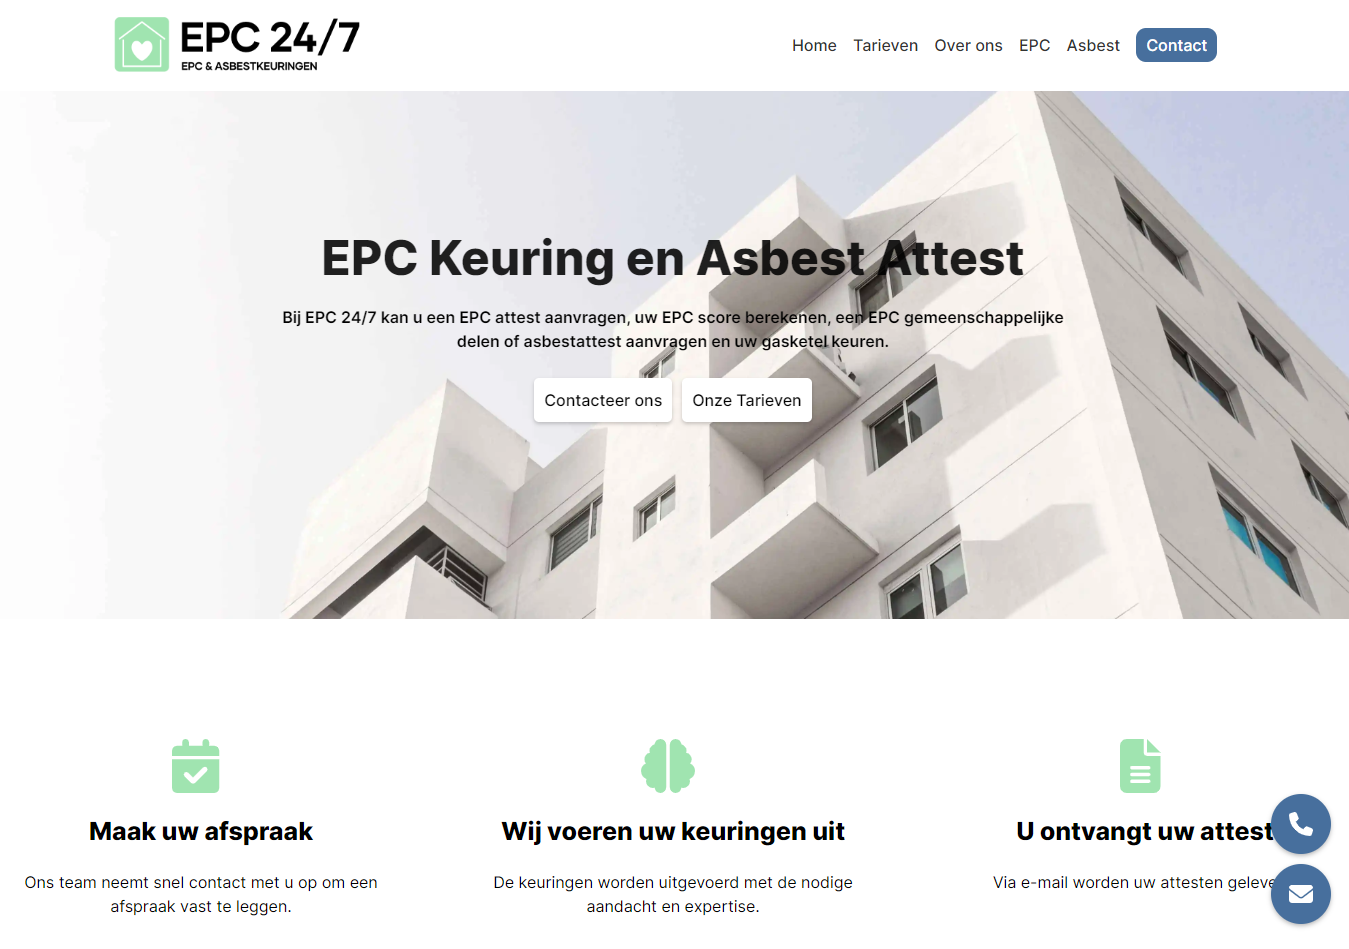 EPC 24/7
EPC & ASBESTKEURINGEN
Home
Tarieven
Over ons
EPC
Asbest
Contact
EPC Keuring en Asbest Attest
Bij EPC 24/7 kan u een EPC attest aanvragen, uw EPC score berekenen, een EPC gemeenschappelijke
delen of asbestattest aanvragen en uw gasketel keuren.
Contacteer ons
Onze Tarieven
Maak uw afspraak
Ons team neemt snel contact met u op om een
afspraak vast te leggen.
Wij voeren uw keuringen uit
De keuringen worden uitgevoerd met de nodige
aandacht en expertise.
U ontvangt uw attest
Via e-mail worden uw attesten